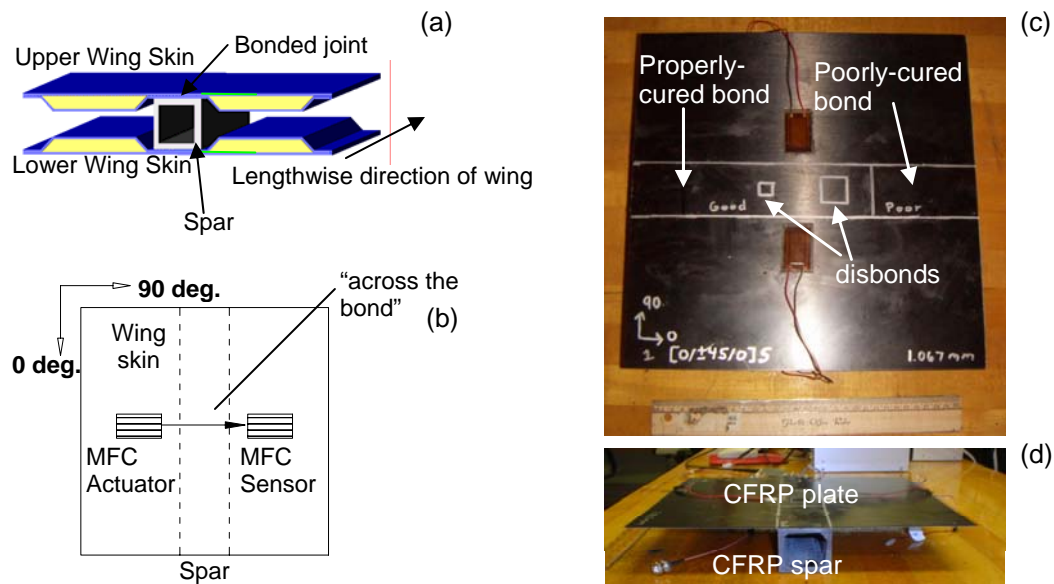 (a)
Upper Wing Skin
Bonded joint
Lower Wing Skin
Lengthwise direction of wing
Spar
(b)
90 deg.
0 deg.
Wing
skin
“across the
bond”
MFC
Actuator
MFC
Sensor
Spar
(c)
Properly-
cured bond
Poorly-cured
bond
Good
Poor
disbonds
90
0
[0/±45/0]S
1.067mm
(d)
CFRP plate
CFRP spar